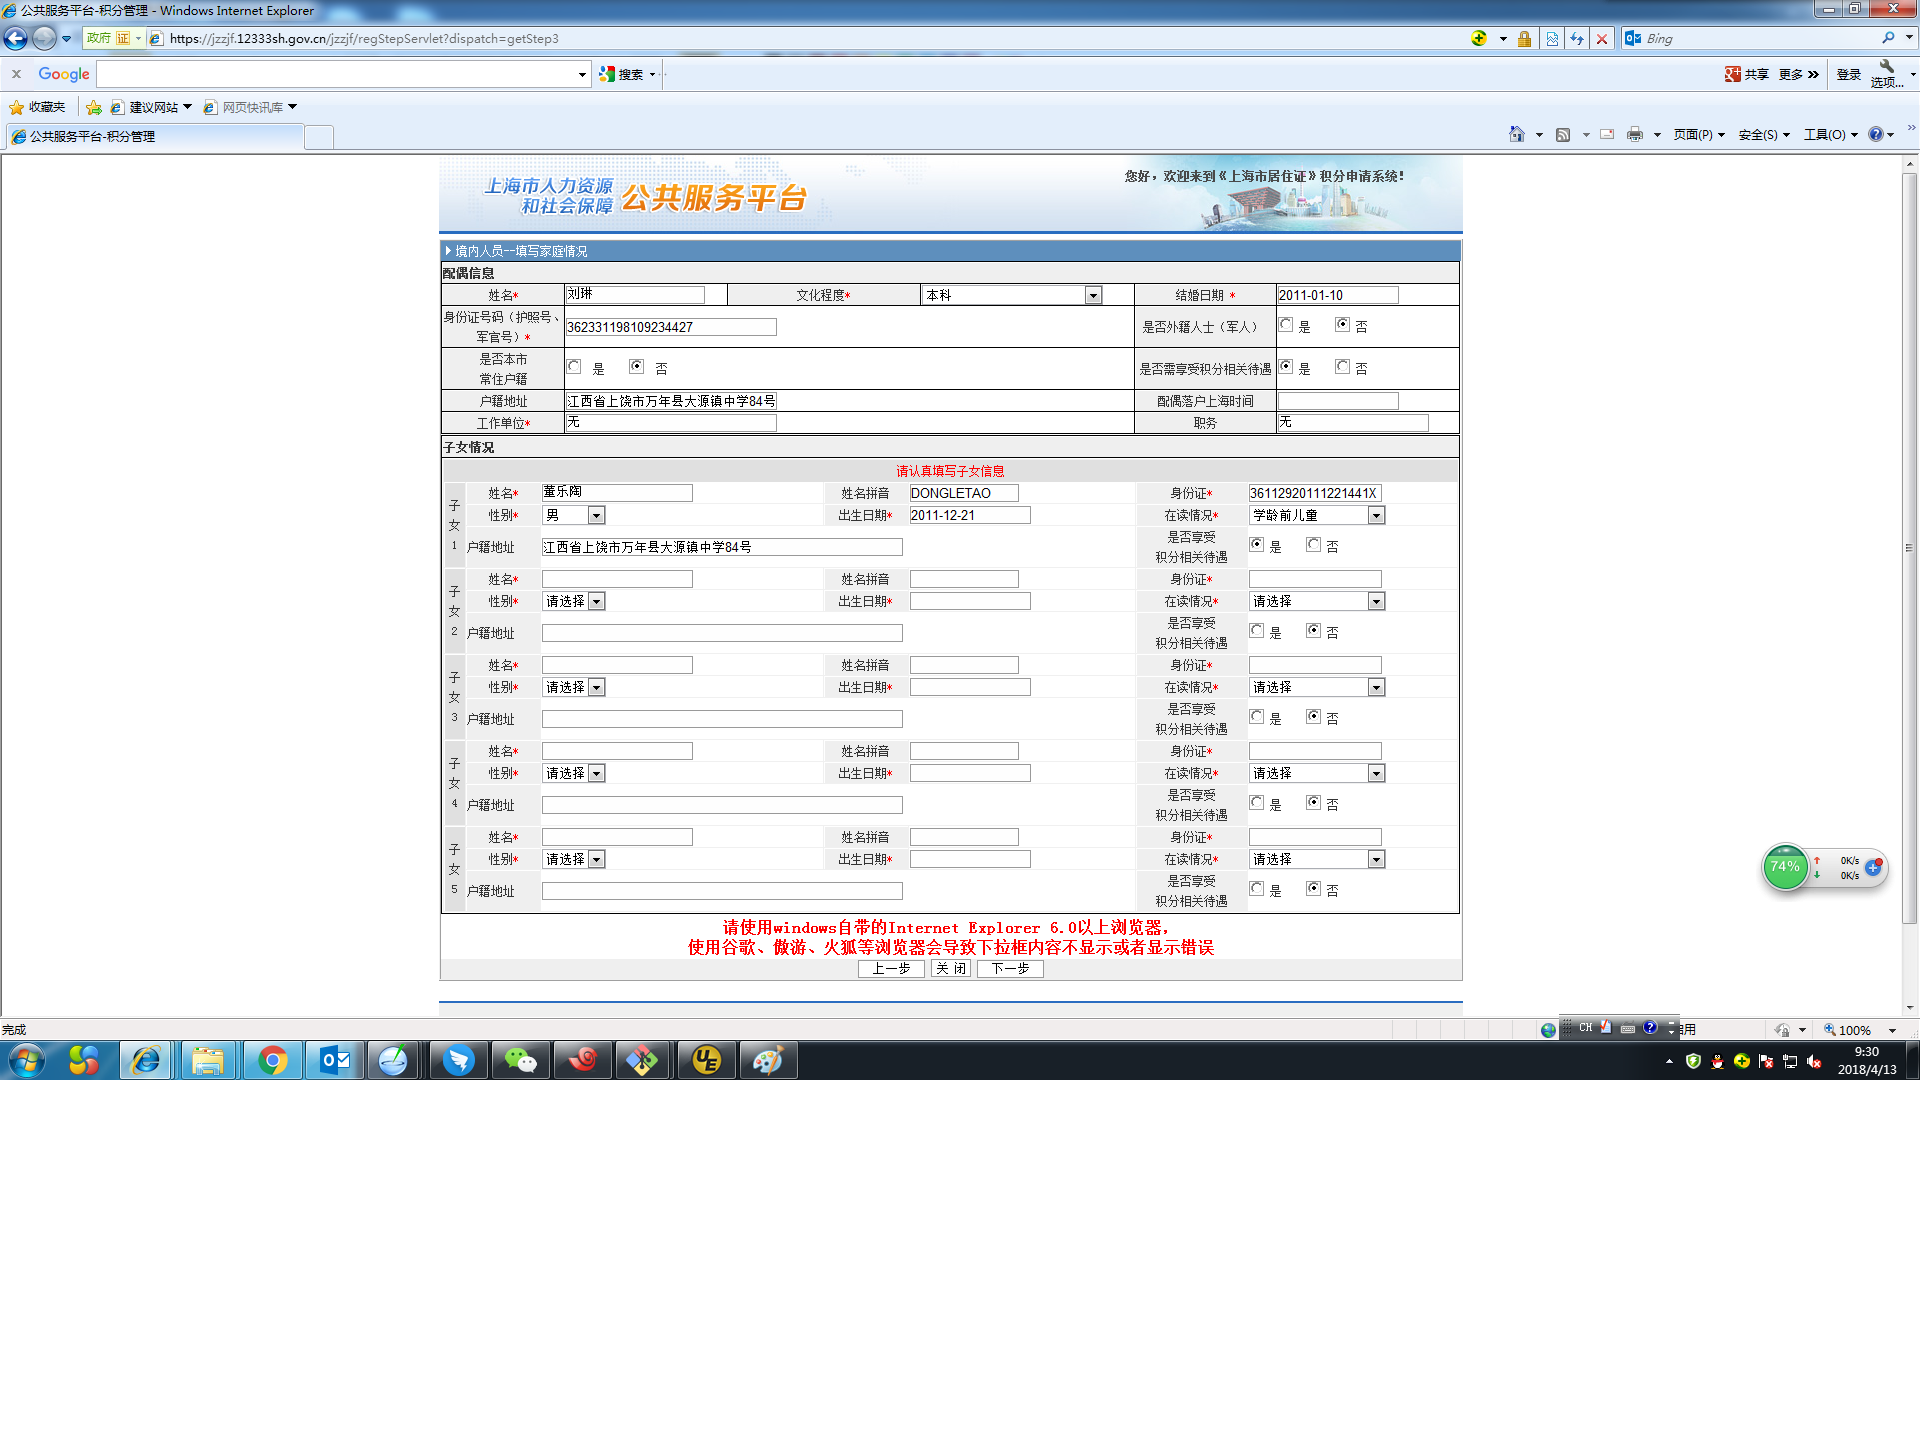 公共服务平台-积分管理 - Windows Internet Explorer
政府 证 https://jzzjf.12333sh.gov.cn/jzzjf/regStepServlet?dispatch=getStep3 Bing
x Google 搜索 共享 更多 » 登录 选项...
收藏夹 建议网站 网页快讯库
公共服务平台-积分管理 页面(P) 安全(S) 工具(O) »
上海市人力资源和社会保障 公共服务平台
您好，欢迎来到《上海市居住证》积分申请系统！
境内人员--填写家庭情况
配偶信息
姓名* 刘琳 文化程度* 本科 结婚日期 * 2011-01-10
身份证号码（护照号、军官号）* 362331198109234427 是否外籍人士（军人） 是 否
是否本市常住户籍 是 否 是否需享受积分相关待遇 是 否
户籍地址 江西省上饶市万年县大源镇中学84号 配偶落户上海时间
工作单位* 无 职务 无
子女情况
请认真填写子女信息
子女1 姓名* 董乐陶 姓名拼音 DONGLETAO 身份证* 36112920111221441X
性别* 男 出生日期* 2011-12-21 在读情况* 学龄前儿童
户籍地址 江西省上饶市万年县大源镇中学84号 是否享受积分相关待遇 是 否
子女2 姓名* 姓名拼音 身份证*
性别* 请选择 出生日期* 在读情况* 请选择
户籍地址 是否享受积分相关待遇 是 否
子女3 姓名* 姓名拼音 身份证*
性别* 请选择 出生日期* 在读情况* 请选择
户籍地址 是否享受积分相关待遇 是 否
子女4 姓名* 姓名拼音 身份证*
性别* 请选择 出生日期* 在读情况* 请选择
户籍地址 是否享受积分相关待遇 是 否
子女5 姓名* 姓名拼音 身份证*
性别* 请选择 出生日期* 在读情况* 请选择
户籍地址 是否享受积分相关待遇 是 否
74% 0K/s
0K/s
请使用windows自带的Internet Explorer 6.0以上浏览器，
使用谷歌、傲游、火狐等浏览器会导致下拉框内容不显示或者显示错误
上一步 关 闭 下一步
完成 CH 用 100%
UE 9:30
2018/4/13